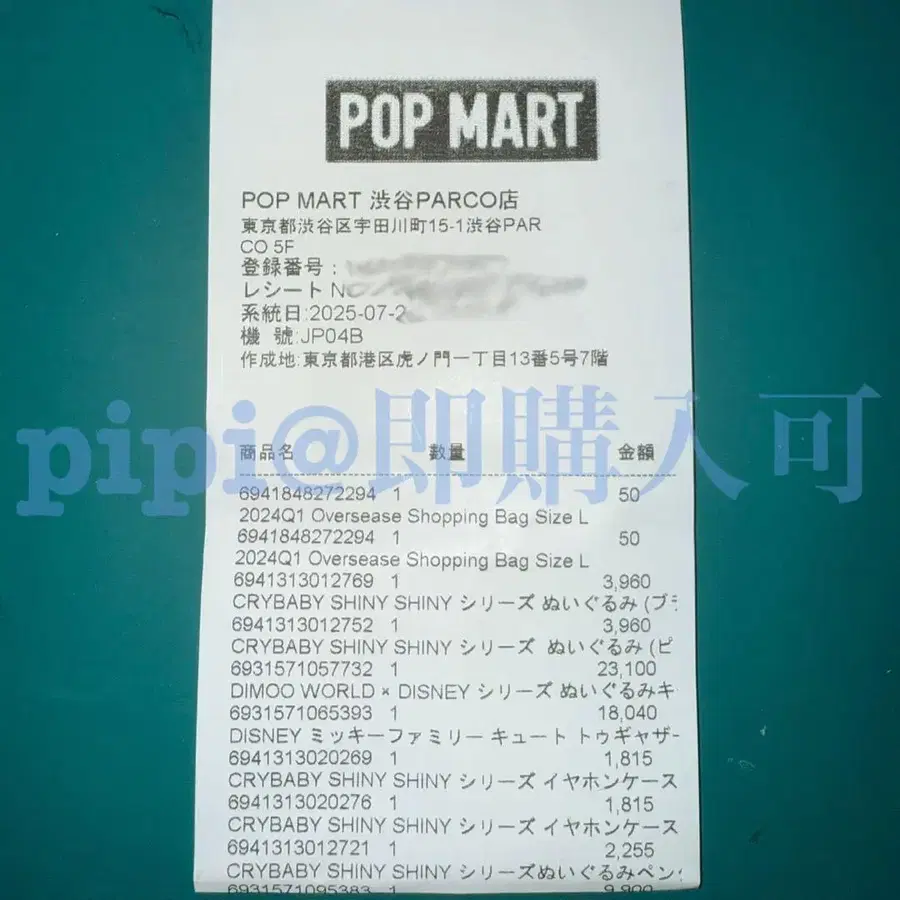 POP MART
POP MART 渋谷PARCO店
東京都渋谷区宇田川町15-1渋谷PAR
CO 5F
登録番号:
レシート
系統日:2025-07-2
機 號:JP04B
作成地:東京都港区虎ノ門一丁目13番5号7階
pipi@即購入可
商品名 數量 金額
6941848272294 1 50
2024Q1 Oversease Shopping Bag Size L
6941848272294 1 50
2024Q1 Oversease Shopping Bag Size L
6941313012769 1 3,960
CRYBABY SHINY SHINY シリーズ ぬいぐるみ (ブラ
6941313012752 1 3,960
CRYBABY SHINY SHINY シリーズ ぬいぐるみ (ピ
6931571057732 1 23,100
DIMOO WORLD × DISNEY シリーズ ぬいぐるみキ
6931571065393 1 18,040
DISNEY ミッキーファミリー キュート トゥギャザー
6941313020269 1 1,815
CRYBABY SHINY SHINY シリーズ イヤホンケース
6941313020276 1 1,815
CRYBABY SHINY SHINY シリーズ イヤホンケース
6941313012721 1 2,255
CRYBABY SHINY SHINY シリーズぬいぐるみペン
6931571095383 1 9,900